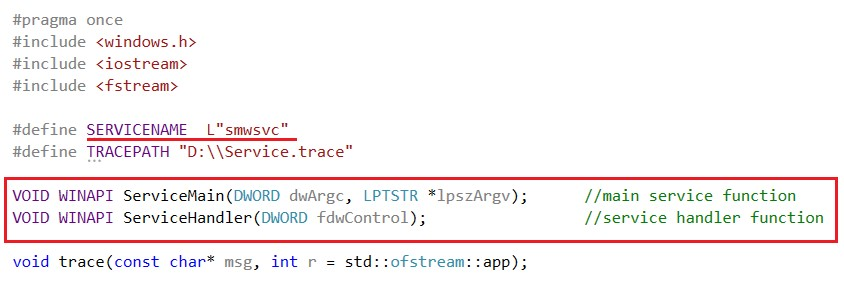 #pragma once
#include <windows.h>
#include <iostream>
#include <fstream>
#define SERVICENAME  L"smwsvc"
#define TRACEPATH "D:\\Service.trace"
VOID WINAPI ServiceMain(DWORD dwArgc, LPTSTR *lpszArgv);      //main service function
VOID WINAPI ServiceHandler(DWORD fdwControl);                 //service handler function
void trace(const char* msg, int r = std::ofstream::app);